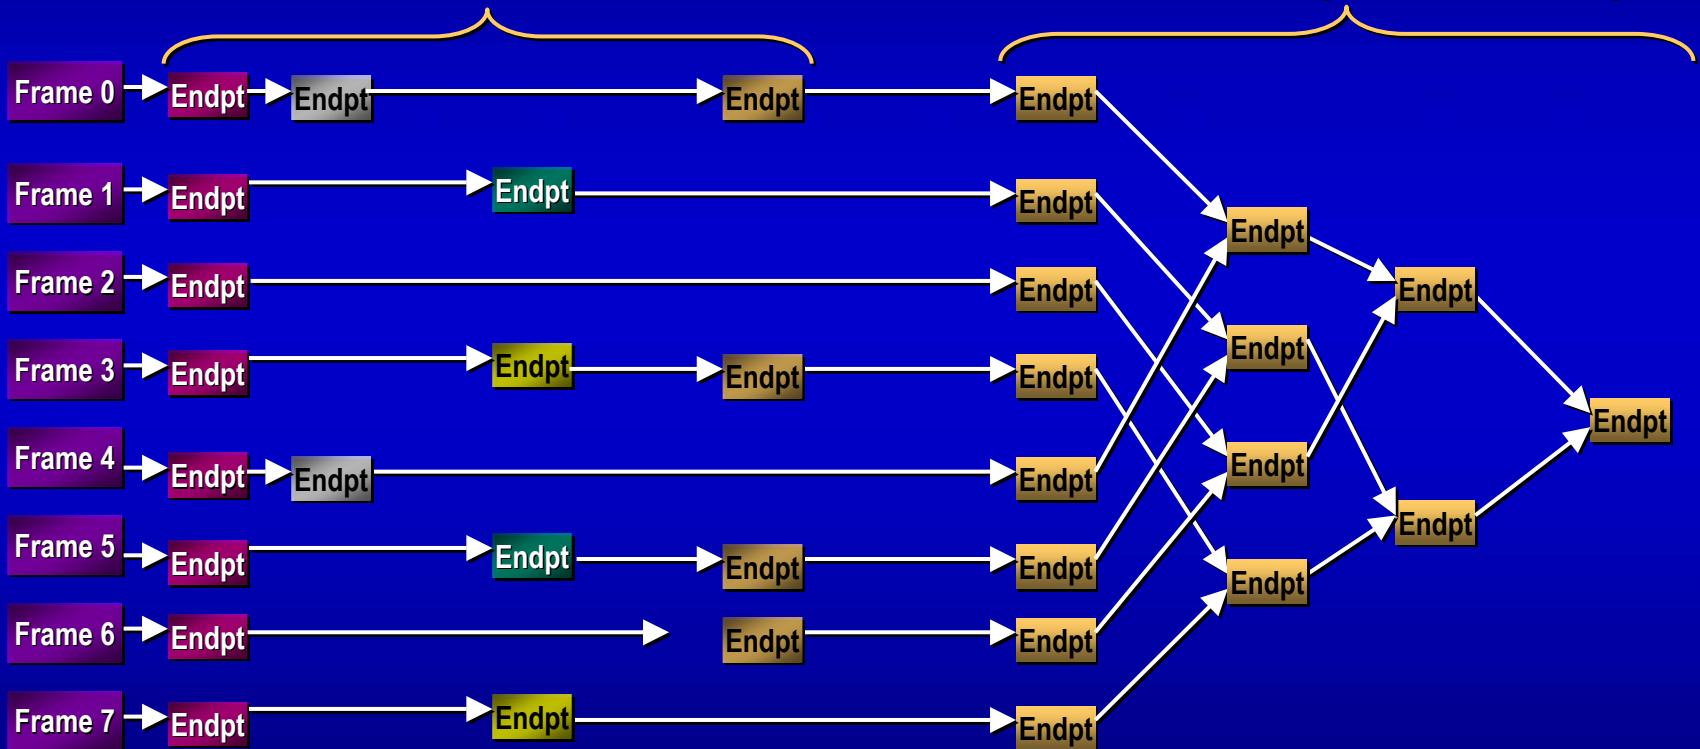 Frame 0 Endpt Endpt Endpt Endpt
Frame 1 Endpt Endpt Endpt
Endpt
Frame 2 Endpt Endpt
Endpt
Endpt
Frame 3 Endpt Endpt Endpt Endpt
Endpt
Frame 4 Endpt Endpt Endpt
Endpt
Endpt
Frame 5 Endpt Endpt Endpt Endpt
Endpt
Frame 6 Endpt Endpt Endpt
Frame 7 Endpt Endpt Endpt